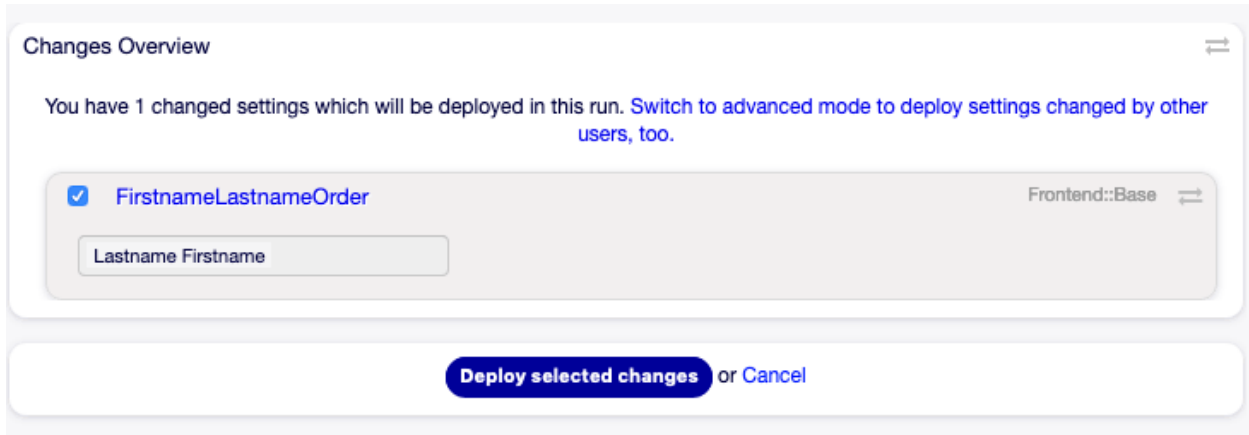 Changes Overview
You have 1 changed settings which will be deployed in this run. Switch to advanced mode to deploy settings changed by other
users, too.
FirstnameLastnameOrder Frontend::Base
Lastname Firstname
Deploy selected changes or Cancel